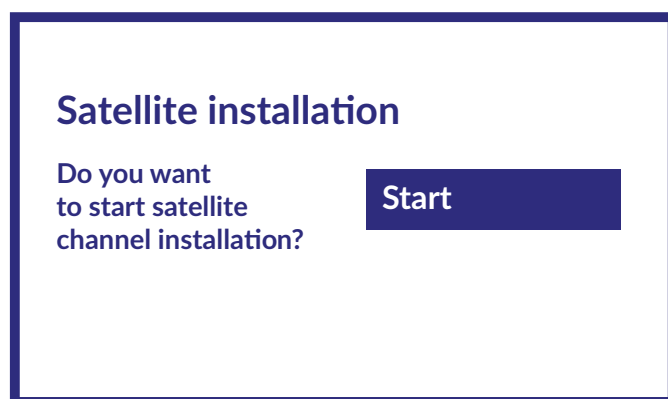 Satellite installation
Do you want
to start satellite
channel installation?
Start